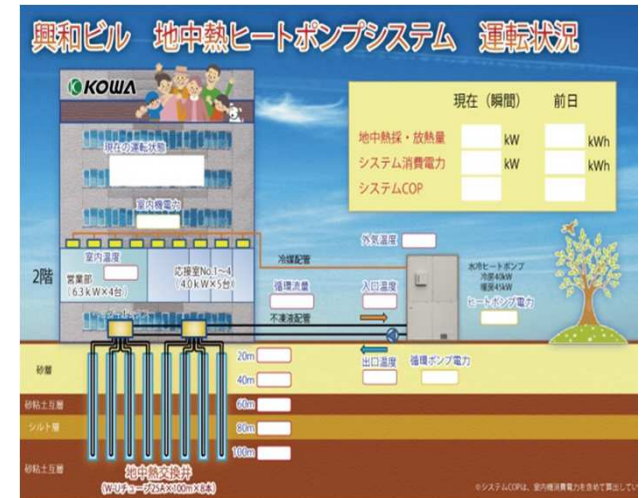 興和ビル 地中熱ヒートポンプシステム 運転状況
KOWA
現在(瞬間) 前日
地中熱採・放熱量 kW kWh
システム消費電力 kW kWh
システムCOP
現在の運転状態
室内機電力
外気温度
冷媒配管
室内温度
2階
営業部
(6.3kW×4台)
応接室No.1~4
(4.0kW×5台)
循環流量
入口温度
水冷ヒートポンプ
冷房40kW
暖房45kW
ヒートポンプ電力
不凍液配管
出口温度
循環ポンプ電力
砂層
20m
40m
砂粘土互層
60m
シルト層
80m
100m
砂粘土互層
地中熱交換井
(W-Uチューブ25A×100m×8本)
※システムCOPは、室内機消費電力を含めて算出してい